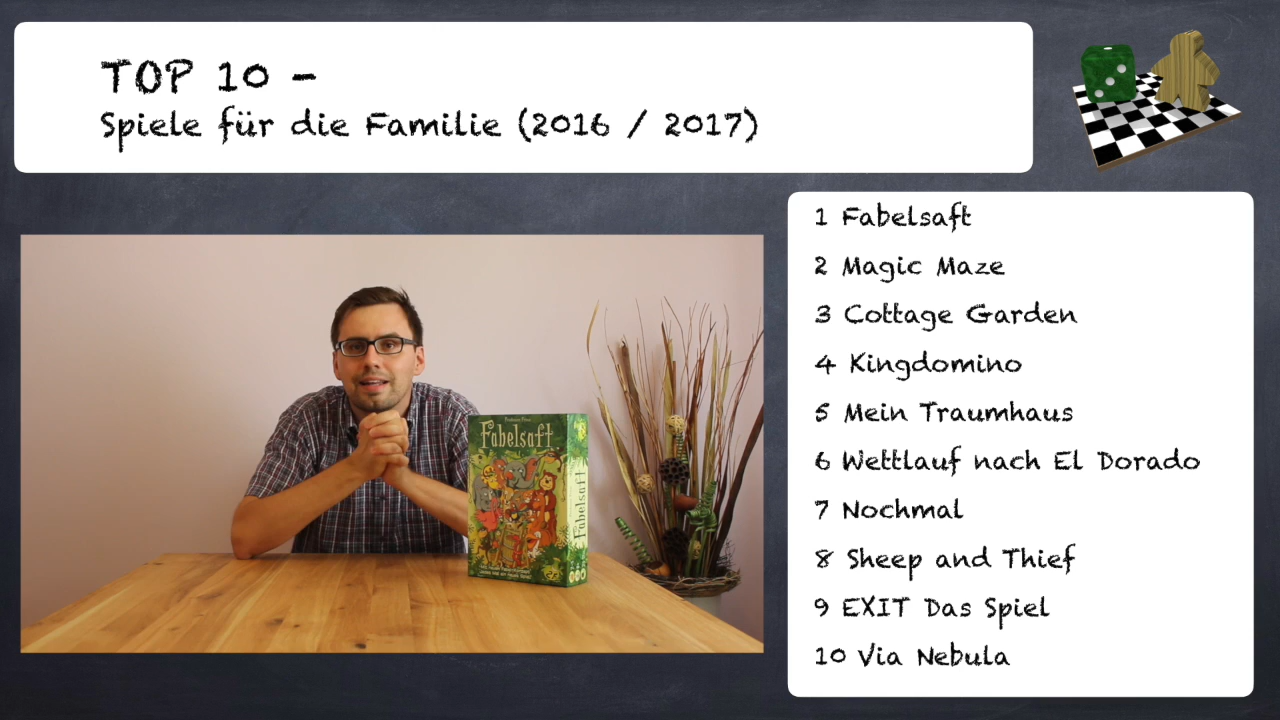 TOP 10 -
Spiele für die Familie (2016 / 2017)
1 Fabelsaft
2 Magic Maze
3 Cottage Garden
4 Kingdomino
5 Mein Traumhaus
6 Wettlauf nach El Dorado
7 Nochmal
8 Sheep and Thief
9 EXIT Das Spiel
10 Via Nebula
Fabelsaft
Fabelsaft